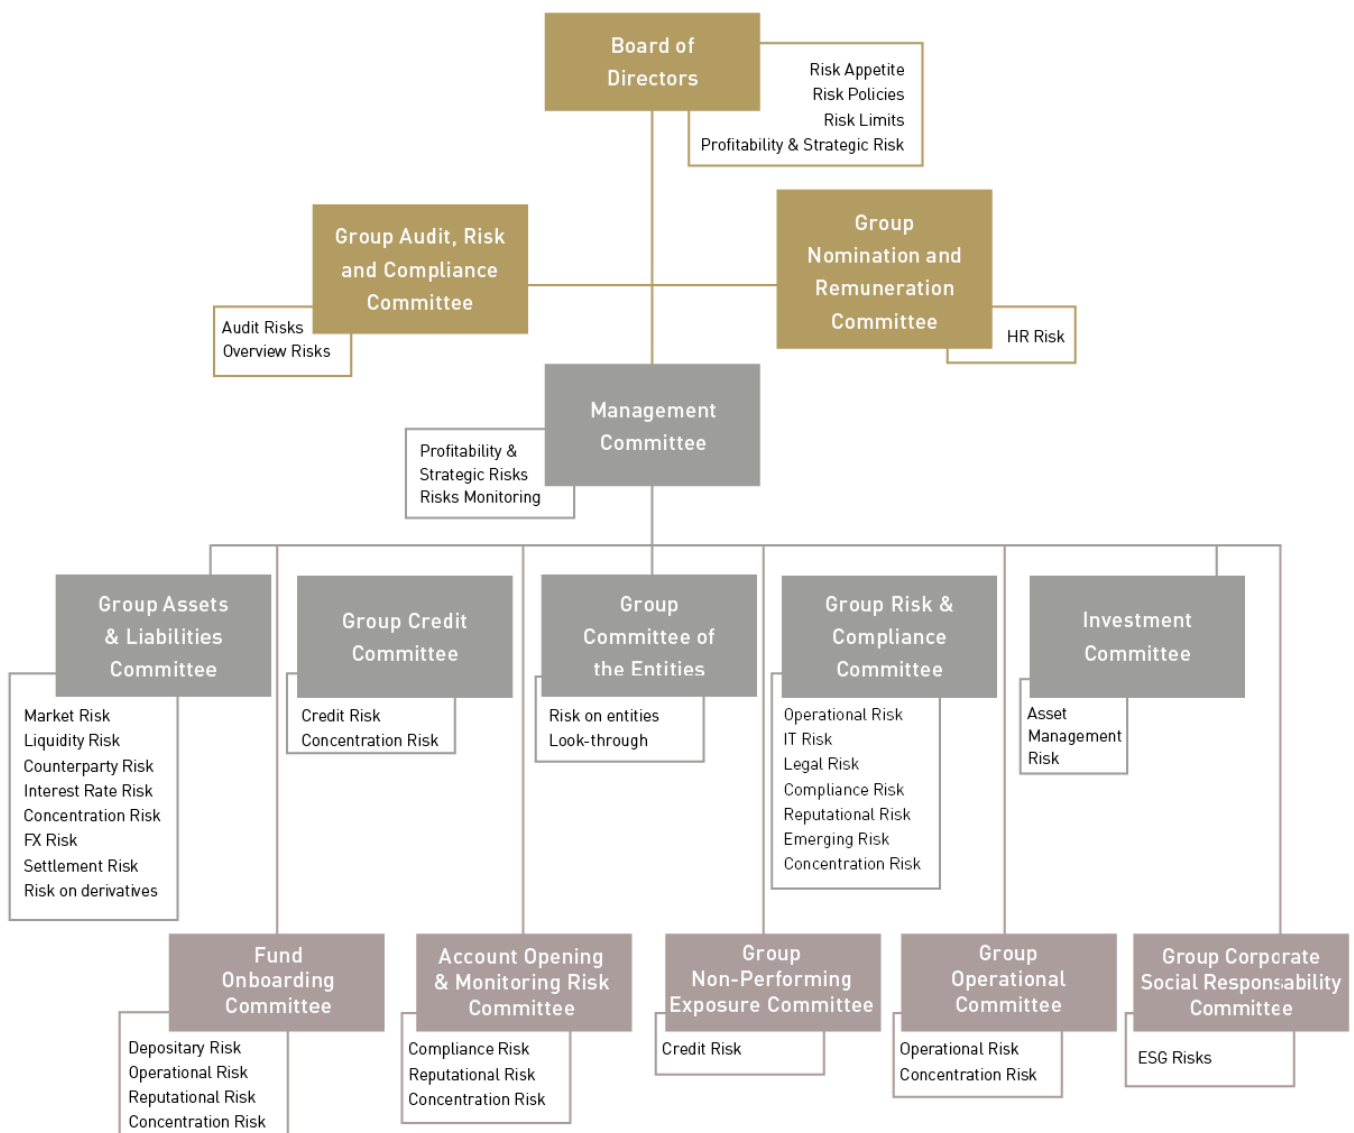 Board of
Directors
Risk Appetite
Risk Policies
Risk Limits
Profitability & Strategic Risk
Group Audit, Risk
and Compliance
Committee
Audit Risks
Overview Risks
Group
Nomination and
Remuneration
Committee
HR Risk
Management
Committee
Profitability &
Strategic Risks
Risks Monitoring
Group Assets
& Liabilities
Committee
Market Risk
Liquidity Risk
Counterparty Risk
Interest Rate Risk
Concentration Risk
FX Risk
Settlement Risk
Risk on derivatives
Group Credit
Committee
Credit Risk
Concentration Risk
Group
Committee of
the Entities
Risk on entities
Look-through
Group Risk &
Compliance
Committee
Operational Risk
IT Risk
Legal Risk
Compliance Risk
Reputational Risk
Emerging Risk
Concentration Risk
Investment
Committee
Asset
Management
Risk
Fund
Onboarding
Committee
Depositary Risk
Operational Risk
Reputational Risk
Concentration Risk
Account Opening
& Monitoring Risk
Committee
Compliance Risk
Reputational Risk
Concentration Risk
Group
Non-Performing
Exposure Committee
Credit Risk
Group
Operational
Committee
Operational Risk
Concentration Risk
Group Corporate
Social Responsability
Committee
ESG Risks